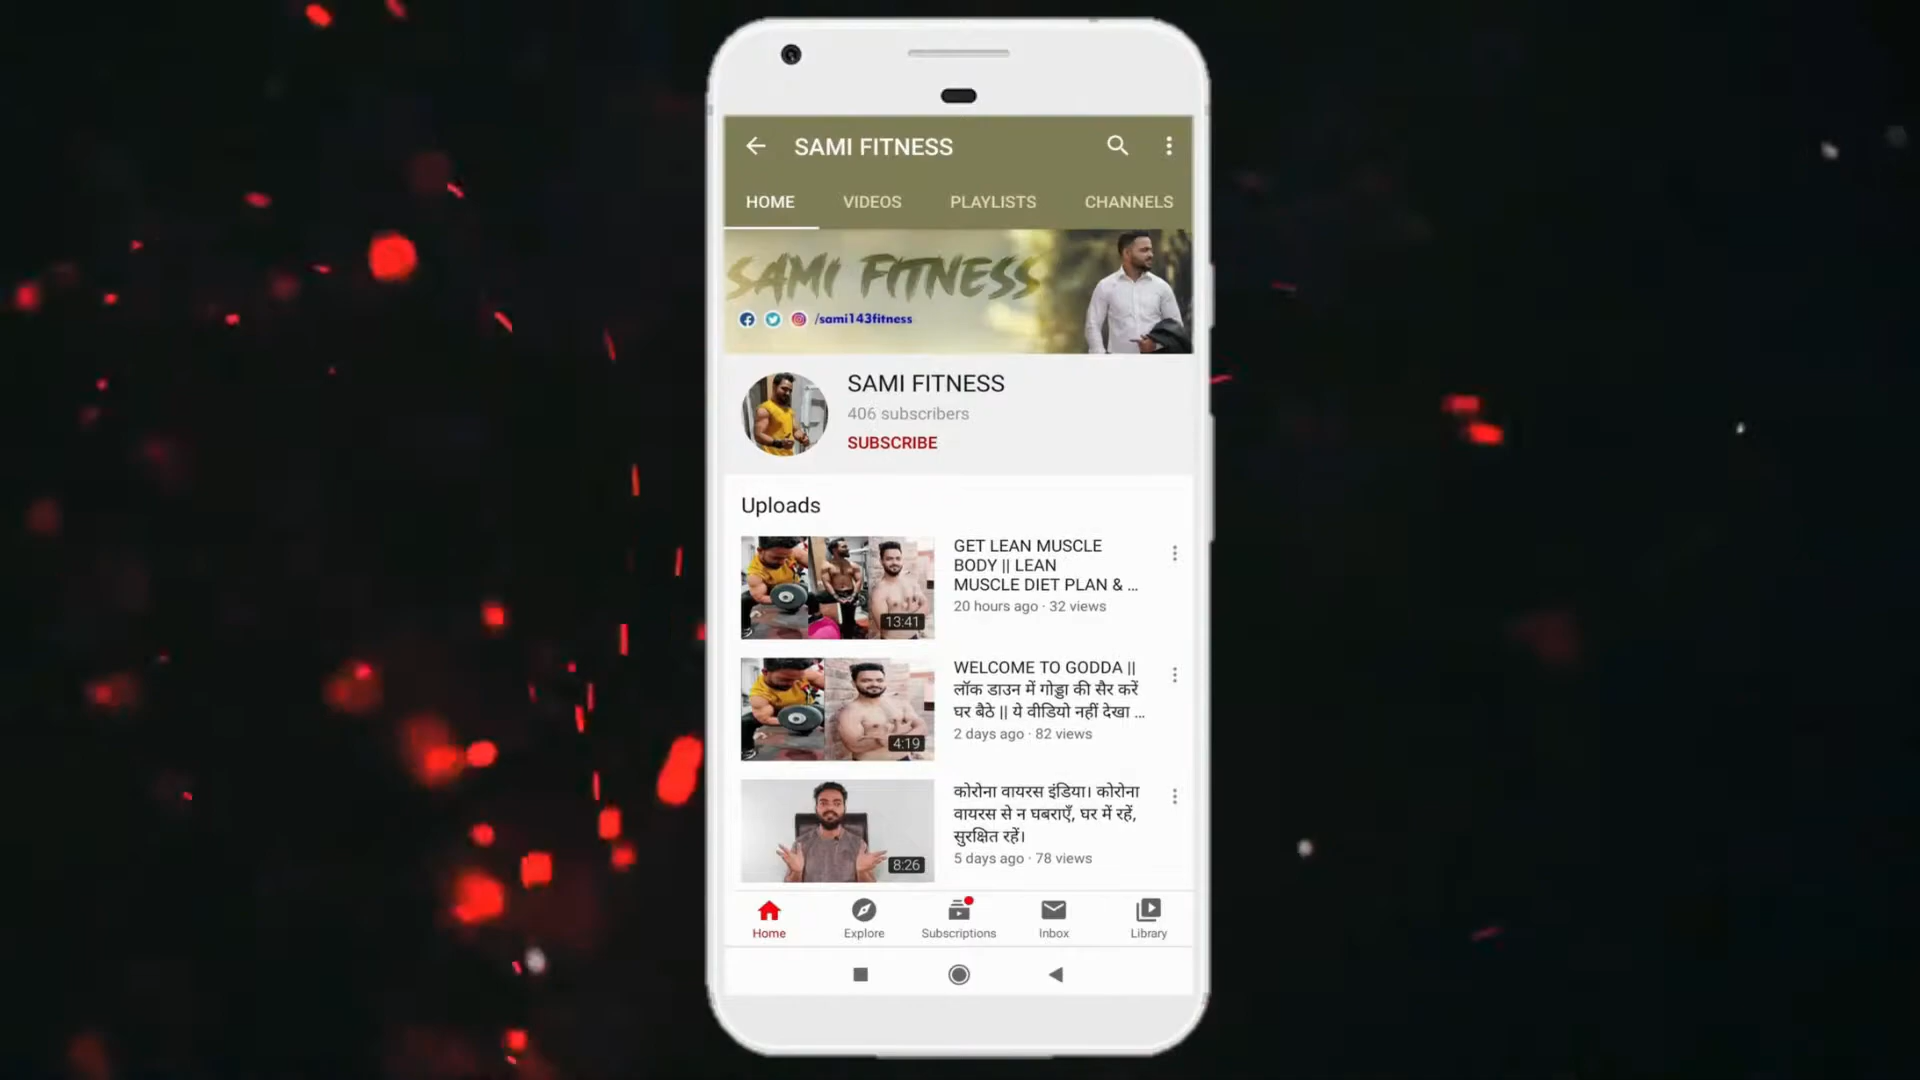 SAMI FITNESS
HOME VIDEOS PLAYLISTS CHANNELS
SAMI FITNESS
/sami143fitness
SAMI FITNESS
406 subscribers
SUBSCRIBE
Uploads
GET LEAN MUSCLE
BODY || LEAN
MUSCLE DIET PLAN & ...
20 hours ago · 32 views
13:41
WELCOME TO GODDA ||
लॉक डाउन में गोड्डा की सैर करें
घर बैठे || ये वीडियो नहीं देखा ...
2 days ago · 82 views
4:19
कोरोना वायरस इंडिया। कोरोना
वायरस से न घबराएँ, घर में रहें,
सुरक्षित रहें।
5 days ago · 78 views
8:26
Home Explore Subscriptions Inbox Library